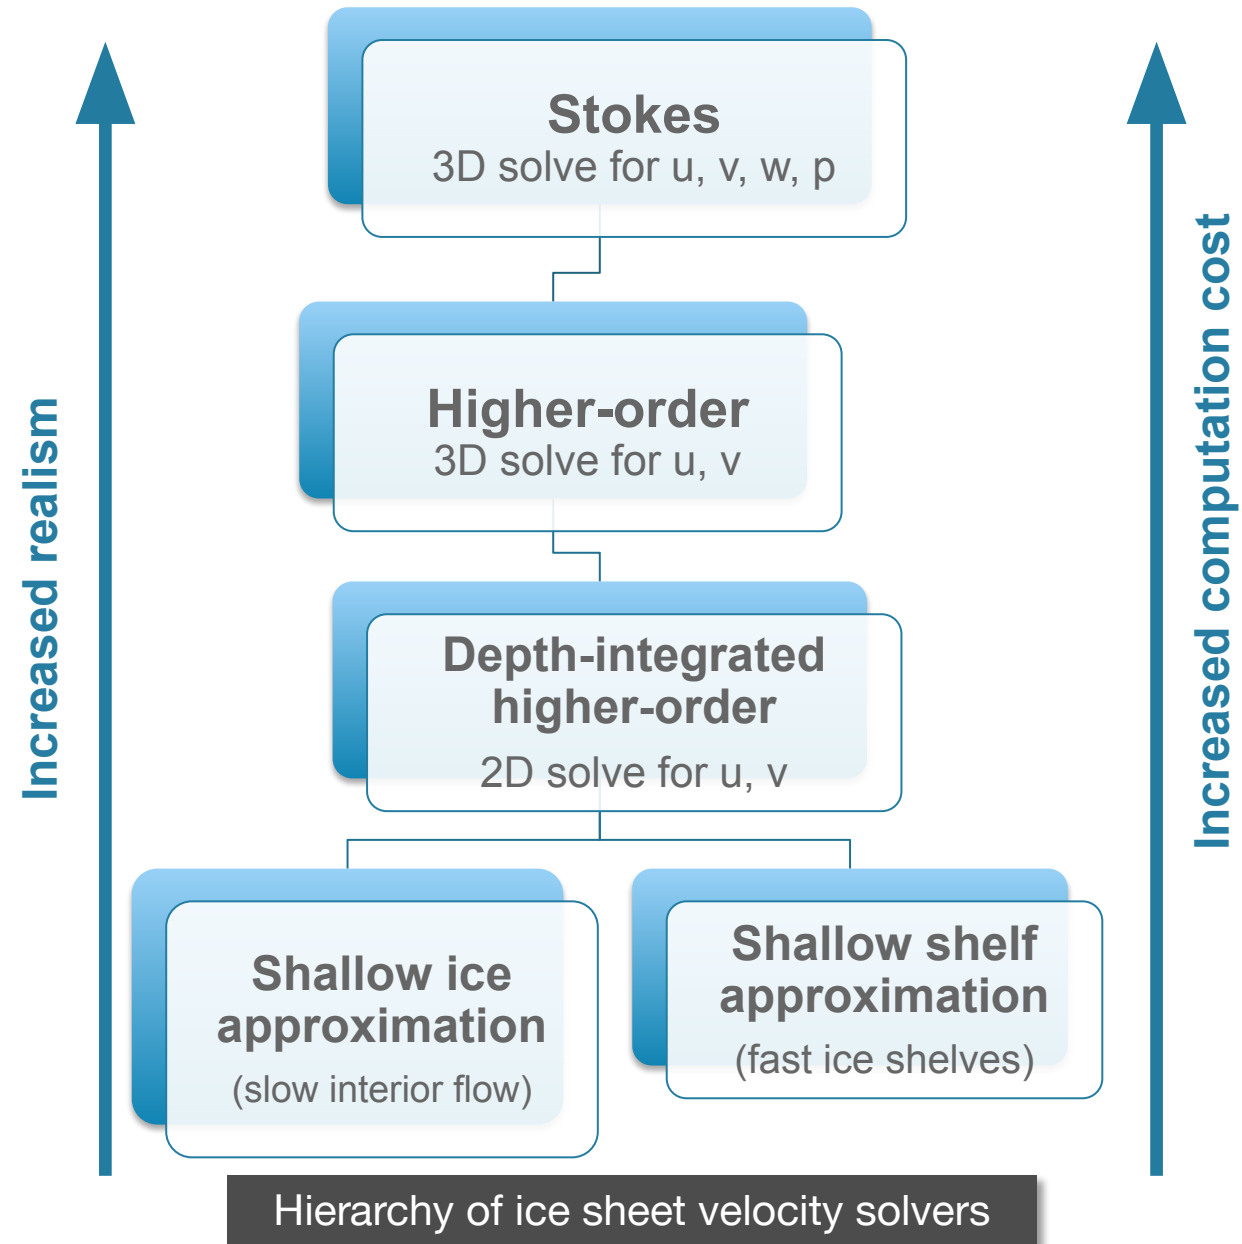 Stokes
3D solve for u, v, w, p
Higher-order
3D solve for u, v
Depth-integrated
higher-order
2D solve for u, v
Shallow ice
approximation
(slow interior flow)
Shallow shelf
approximation
(fast ice shelves)
Increased realism
Increased computation cost
Hierarchy of ice sheet velocity solvers